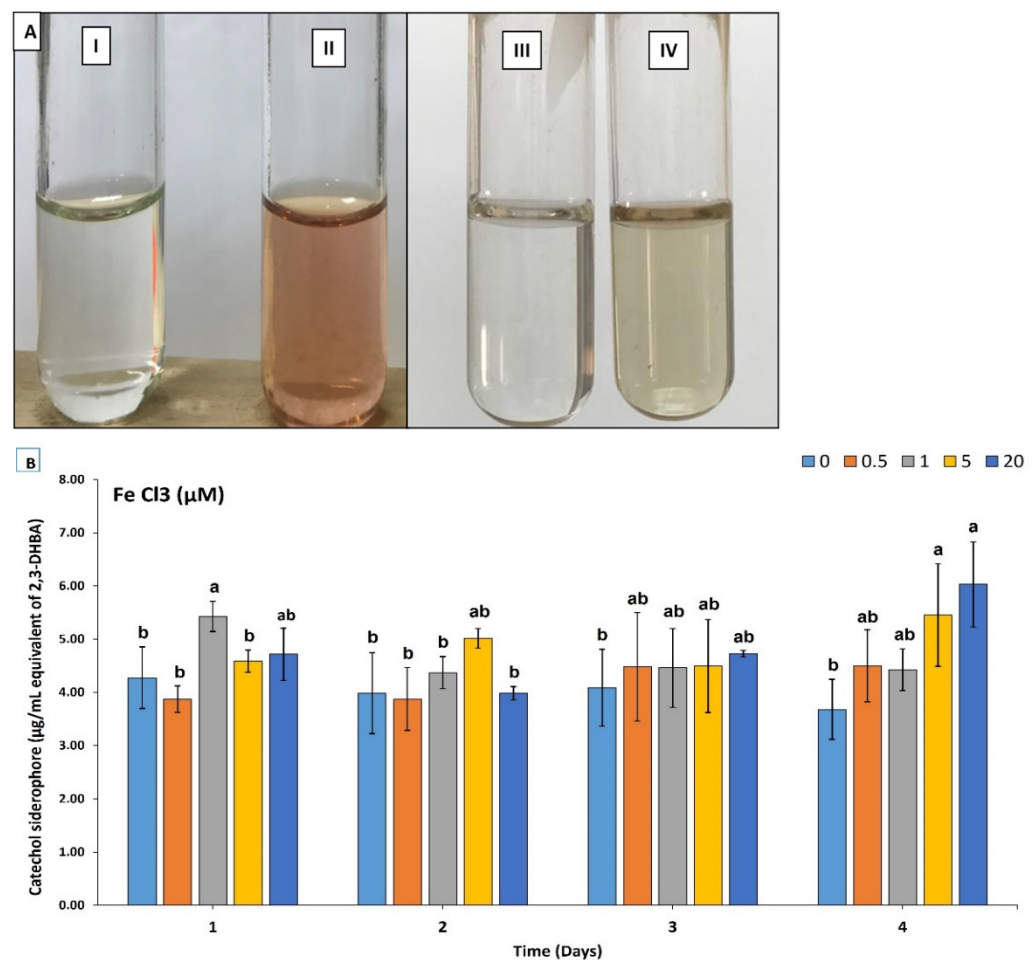 A
I
II
III
IV
B
0 0.5 1 5 20
Fe Cl3 (µM)
Catechol siderophore (µg/mL equivalent of 2,3-DHBA)
8.00
7.00
6.00
5.00
4.00
3.00
2.00
1.00
0.00
b b a b ab
b b b ab b
b ab ab ab ab
b ab ab a a
1 2 3 4
Time (Days)